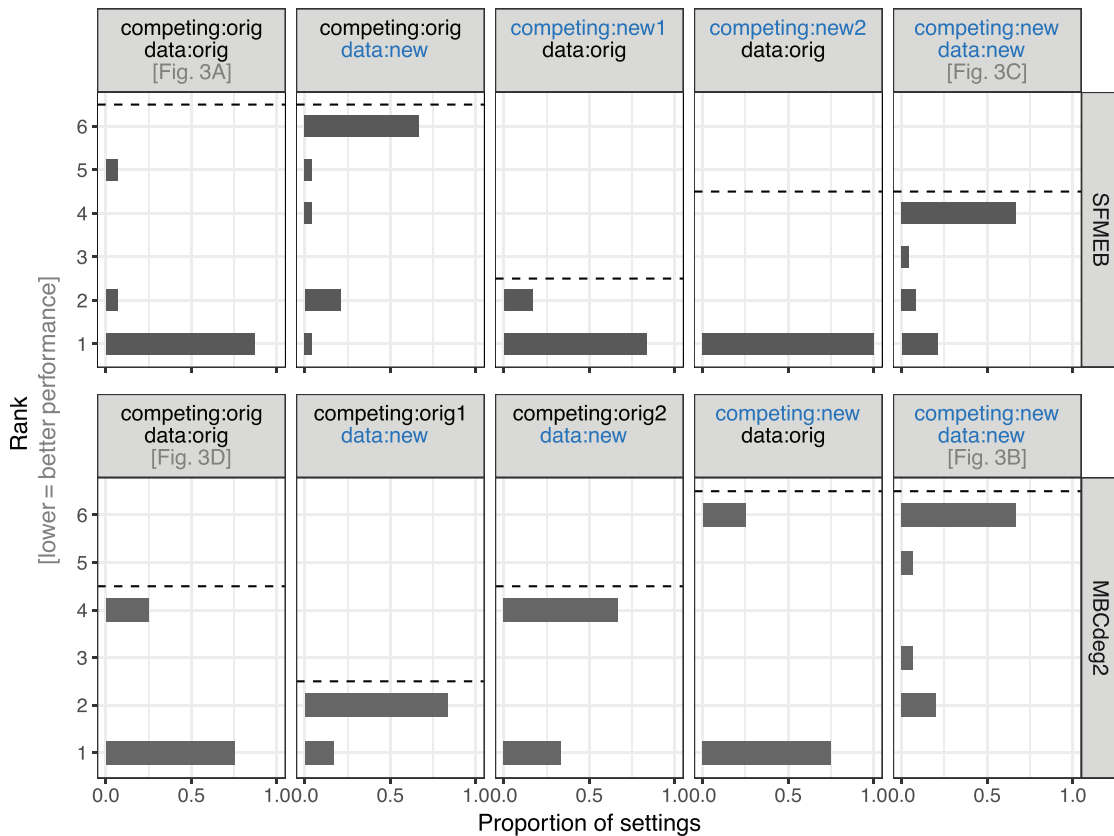 competing:orig
data:orig
[Fig. 3A]
competing:orig
data:new
competing:new1
data:orig
competing:new2
data:orig
competing:new
data:new
[Fig. 3C]
6
5
4
3
2
1
SFMEB
Rank
[lower = better performance]
competing:orig
data:orig
[Fig. 3D]
competing:orig1
data:new
competing:orig2
data:new
competing:new
data:orig
competing:new
data:new
[Fig. 3B]
6
5
4
3
2
1
MBCdeg2
0.0 0.5 1.0 0.0 0.5 1.0 0.0 0.5 1.0 0.0 0.5 1.0 0.0 0.5 1.0
Proportion of settings